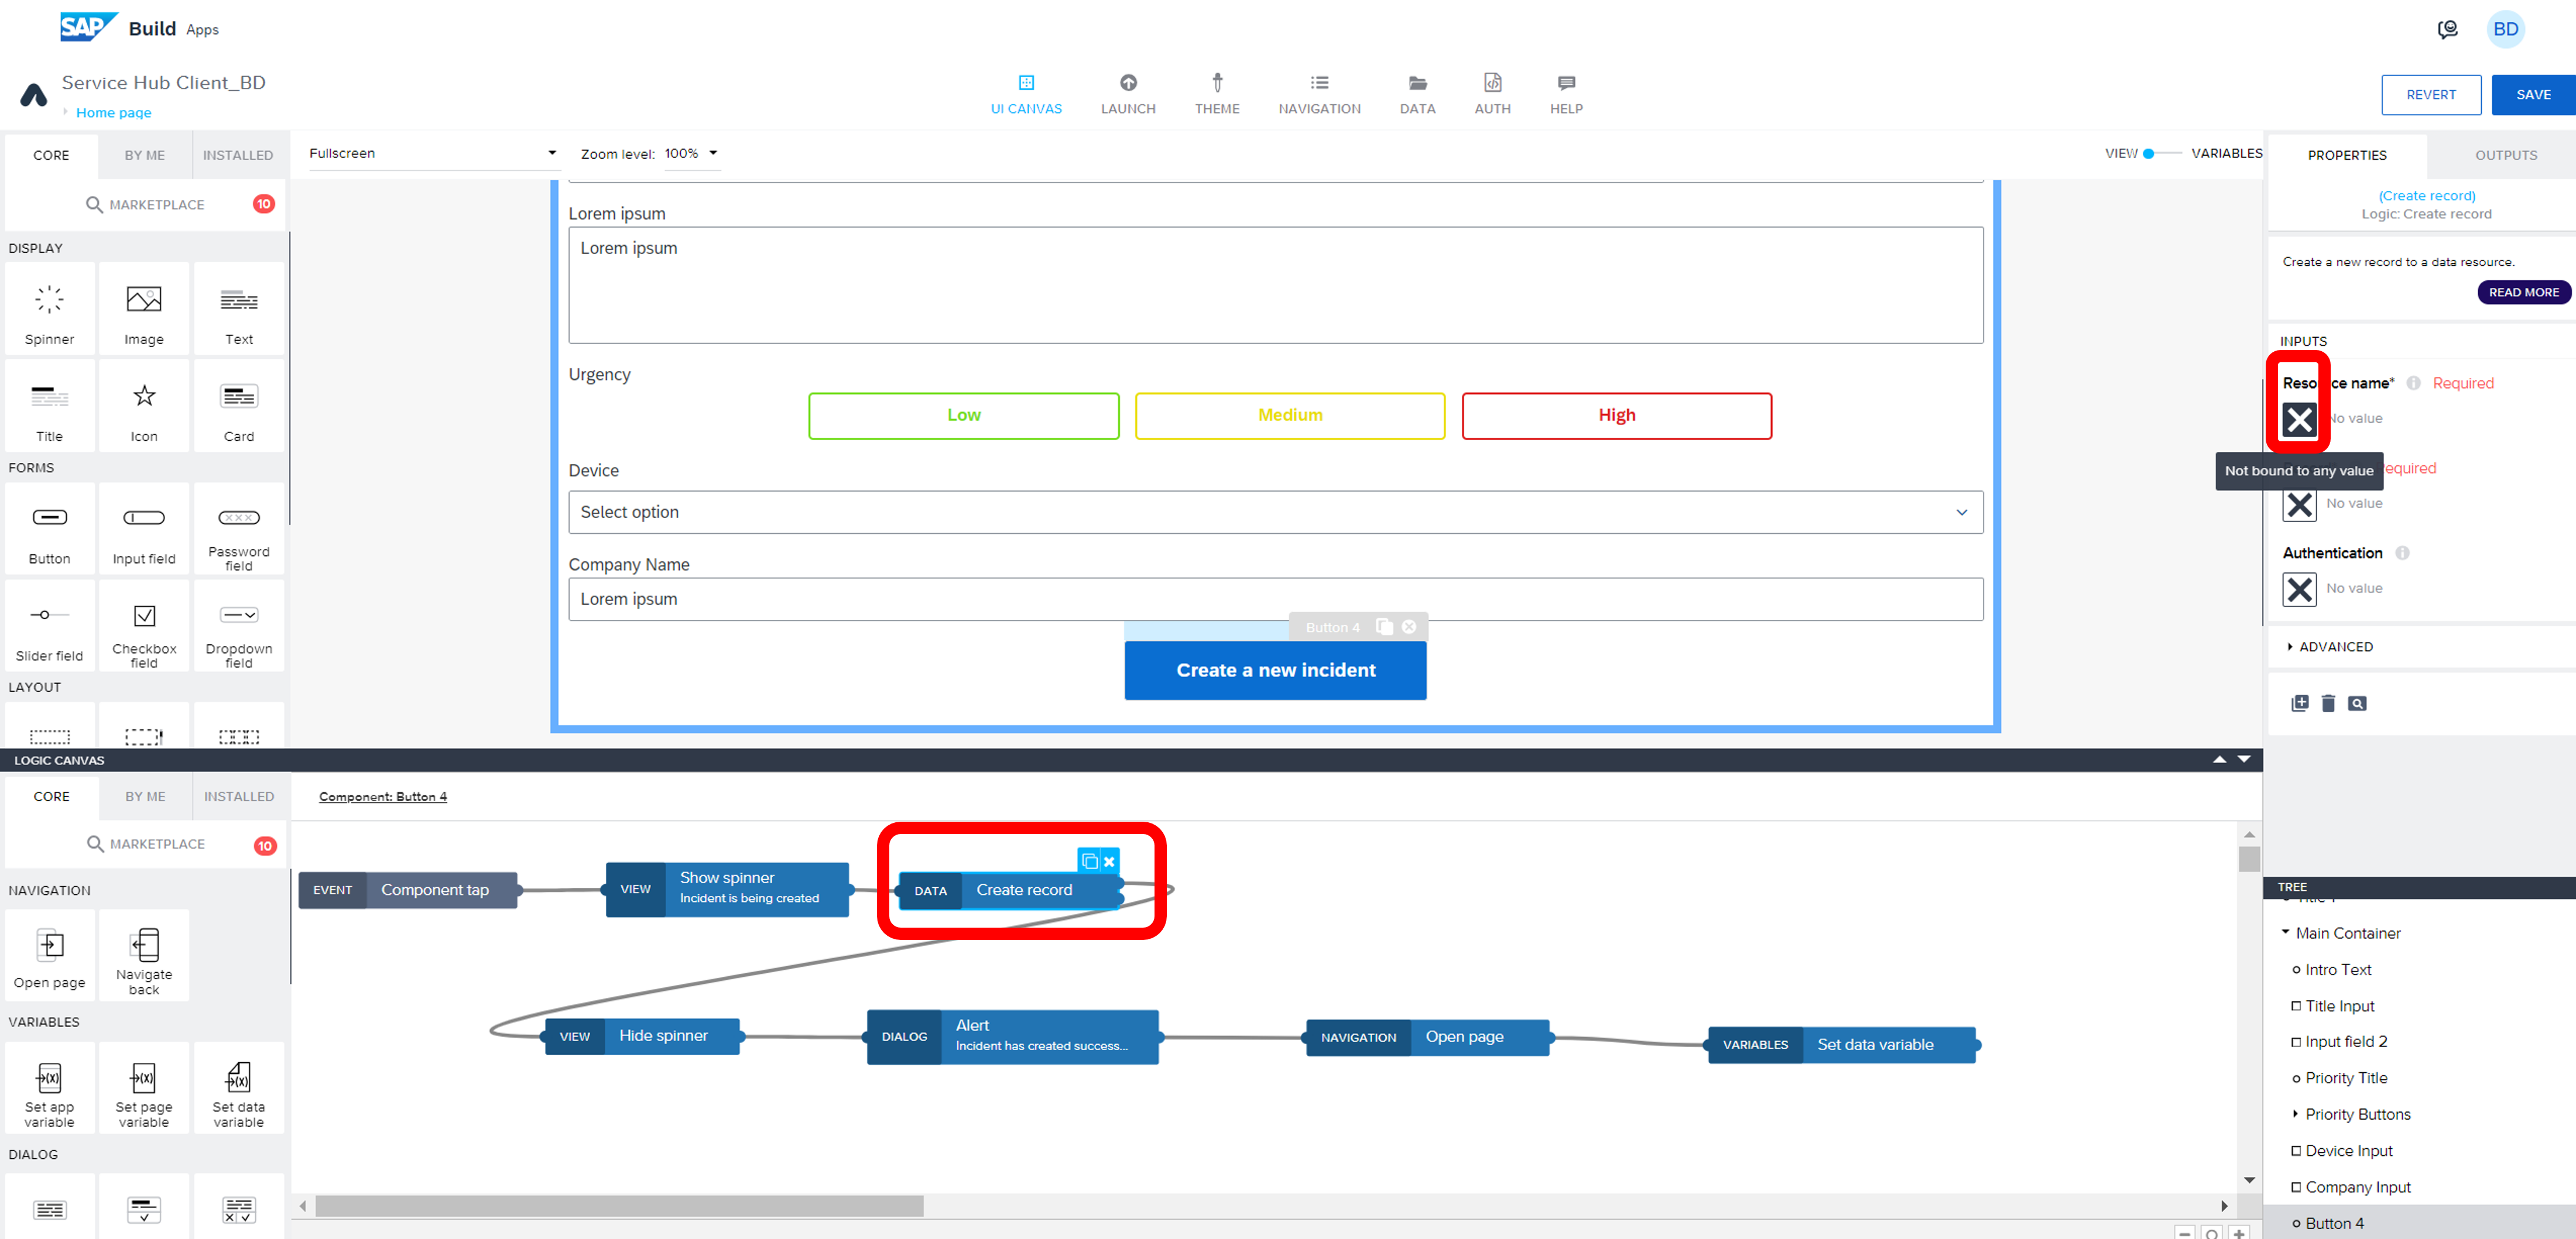 SAP Build Apps
BD
Service Hub Client_BD
Home page
UI CANVAS
LAUNCH
THEME
NAVIGATION
DATA
AUTH
HELP
REVERT
SAVE
CORE
BY ME
INSTALLED
MARKETPLACE
10
DISPLAY
Spinner
Image
Text
Title
Icon
Card
FORMS
Button
Input field
Password
field
Slider field
Checkbox
field
Dropdown
field
LAYOUT
Fullscreen
Zoom level: 100%
VIEW
VARIABLES
Lorem ipsum
Lorem ipsum
Urgency
Low
Medium
High
Device
Select option
Company Name
Lorem ipsum
Button 4
Create a new incident
PROPERTIES
OUTPUTS
(Create record)
Logic: Create record
Create a new record to a data resource.
READ MORE
INPUTS
Resource name*
Required
No value
Not bound to any value
equired
No value
Authentication
No value
ADVANCED
LOGIC CANVAS
CORE
BY ME
INSTALLED
MARKETPLACE
10
NAVIGATION
Open page
Navigate
back
VARIABLES
Set app
variable
Set page
variable
Set data
variable
DIALOG
Component: Button 4
EVENT
Component tap
VIEW
Show spinner
Incident is being created
DATA
Create record
VIEW
Hide spinner
DIALOG
Alert
Incident has created success...
NAVIGATION
Open page
VARIABLES
Set data variable
TREE
Main Container
Intro Text
Title Input
Input field 2
Priority Title
Priority Buttons
Device Input
Company Input
Button 4